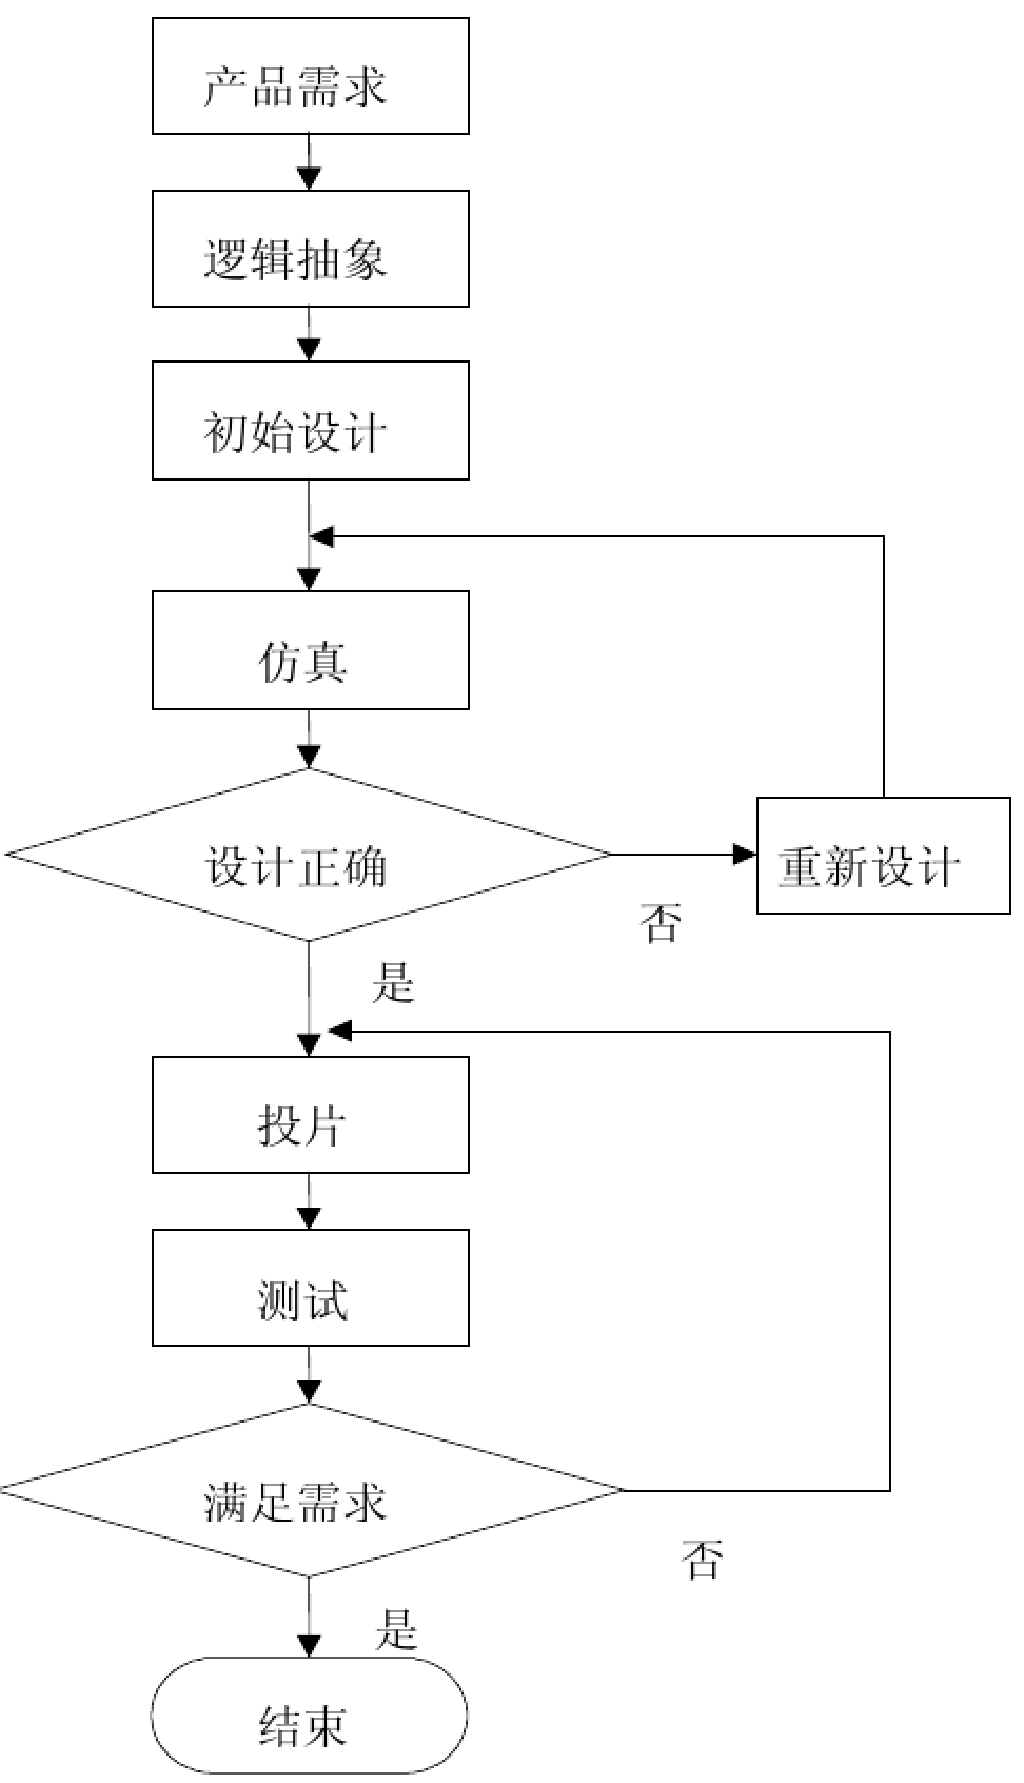 产品需求
逻辑抽象
初始设计
仿真
设计正确
重新设计
否
是
投片
测试
满足需求
否
是
结束